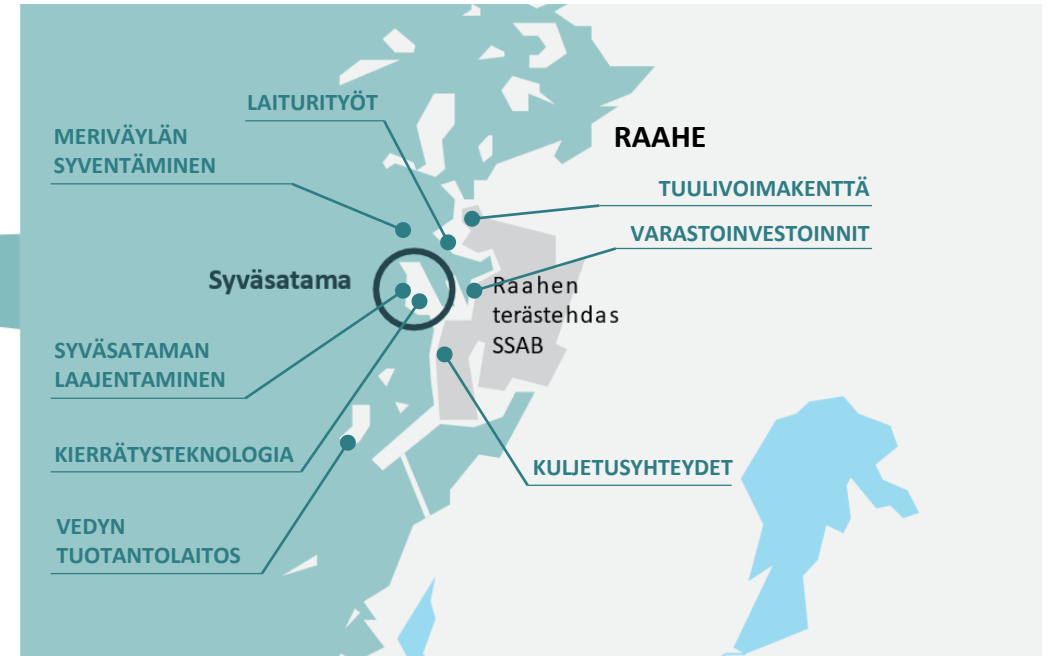 LAITURITYÖT
MERIVÄYLÄN
SYVENTÄMINEN
RAAHE
TUULIVOIMAKENTTÄ
VARASTOINVESTOINNIT
Syväsatama
Raahen
terästehdas
SSAB
SYVÄSATAMAN
LAAJENTAMINEN
KIERRÄTYSTEKNOLOGIA
KULJETUSYHTEYDET
VEDYN
TUOTANTOLAITOS